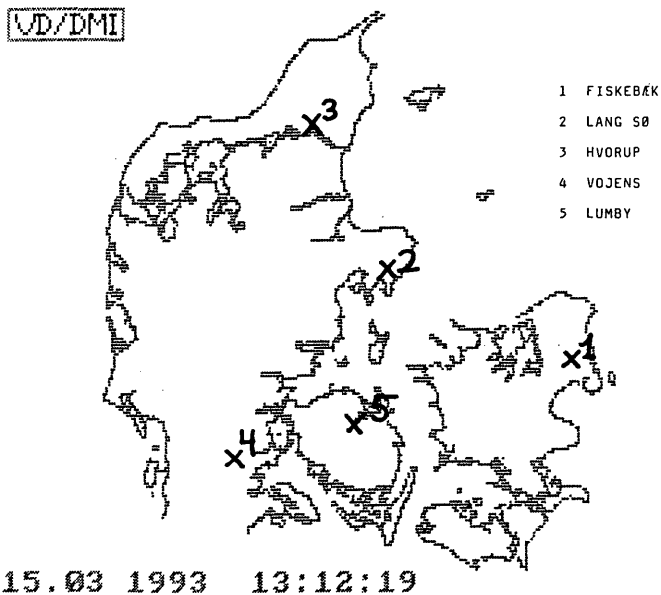 VD/DMI
1 FISKEBÆK
2 LANG SØ
3 HVORUP
4 VOJENS
5 LUMBY
3
2
1
5
4
15.03 1993 13:12:19